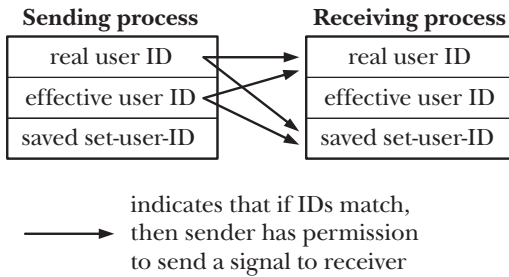 Sending process
Receiving process
real user ID
real user ID
effective user ID
effective user ID
saved set-user-ID
saved set-user-ID
indicates that if IDs match,
then sender has permission
to send a signal to receiver